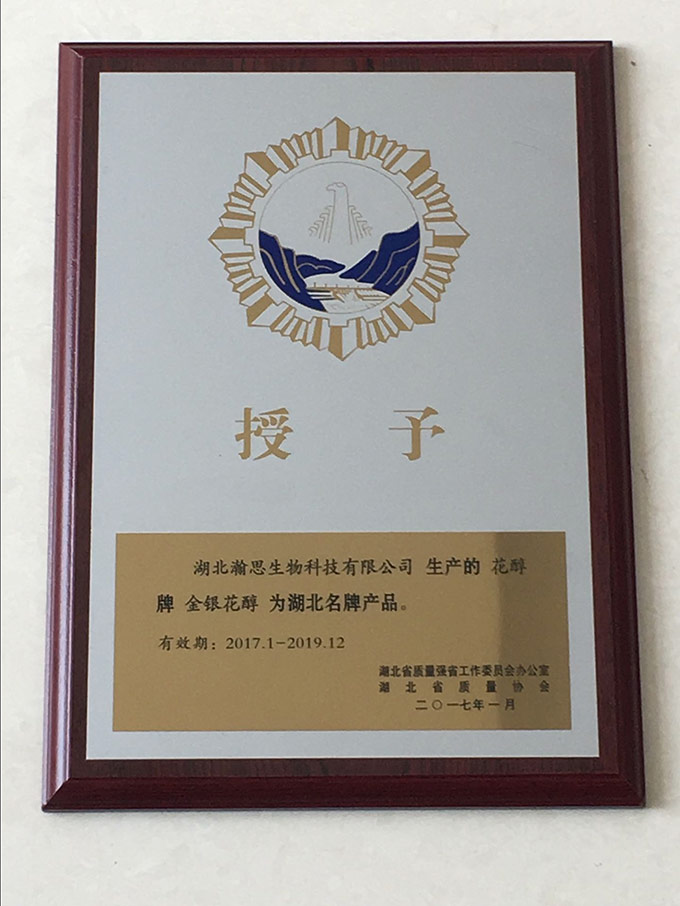 授 予
湖北瀚思生物科技有限公司 生产的 花醇
牌 金银花醇 为湖北名牌产品。
有效期：2017.1-2019.12
湖北省质量强省工作委员会办公室
湖北省质量协会
二〇一七年一月